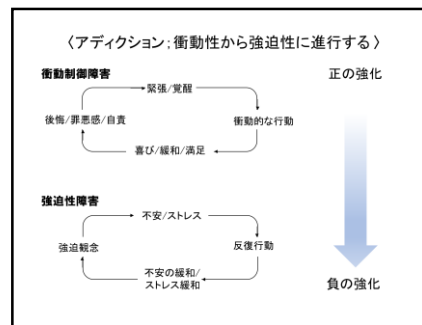 〈アディクション;衝動性から強迫性に進行する〉
衝動制御障害
正の強化
緊張/覚醒
後悔/罪悪感/自責
衝動的な行動
喜び/緩和/満足
強迫性障害
不安/ストレス
強迫観念
反復行動
不安の緩和/
ストレス緩和
負の強化